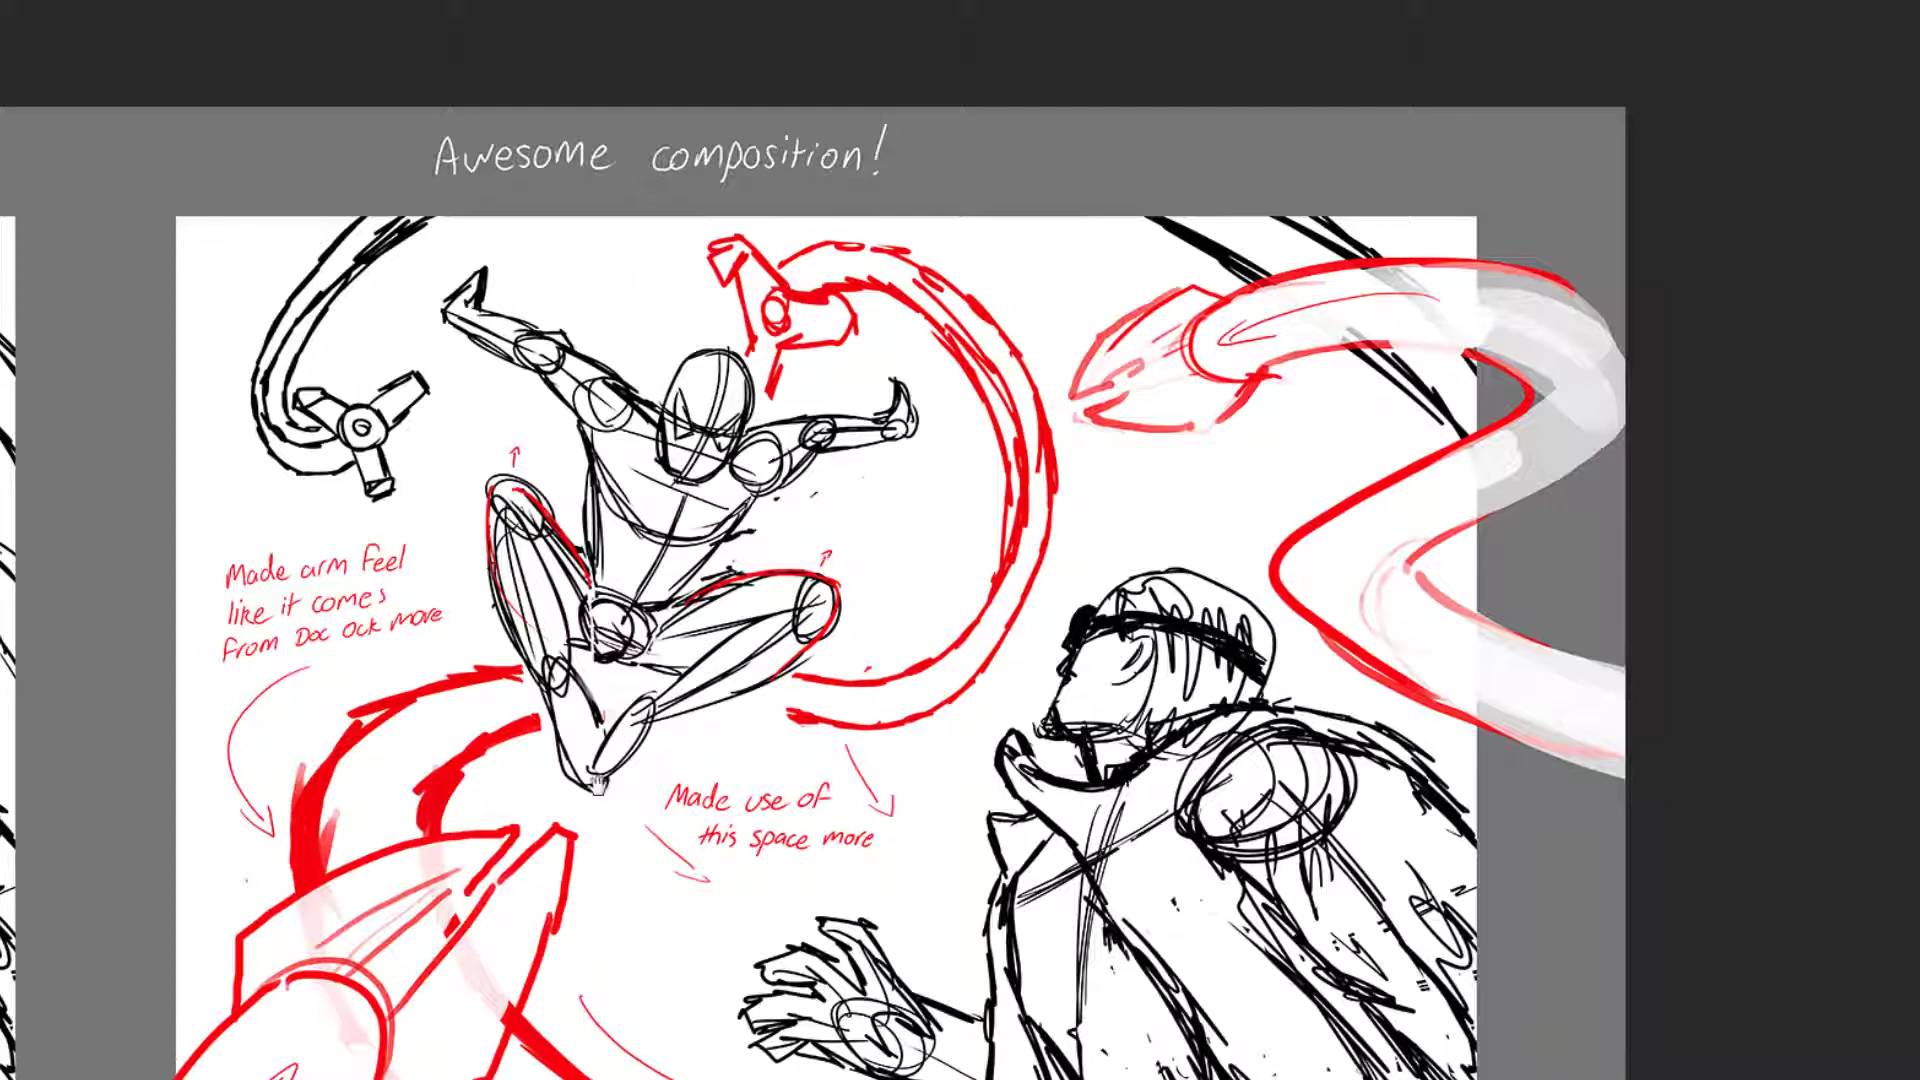 Awesome composition!
Made arm feel
like it comes
from Doc Ock more
Made use of
this space more